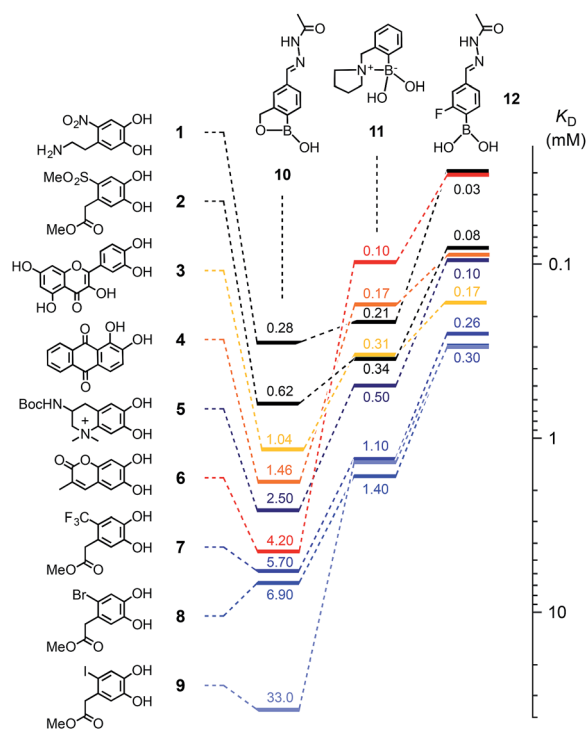 O
NH
N
O B
OH
10
N+ B-
HO OH
11
O
NH
N
F
B
HO OH
12
KD
(mM)
O2N OH
H2N OH
1
MeO2S OH
MeO OH
O
2
OH
HO O OH
OH
OH O
3
O OH
OH
O
4
BocHN OH
N+ OH
5
O O OH
OH
6
F3C OH
OH
MeO O
7
Br OH
OH
MeO O
8
I OH
OH
MeO O
9
0.28
0.62
1.04
1.46
2.50
4.20
5.70
6.90
33.0
0.10
0.17
0.21
0.31
0.34
0.50
1.10
1.40
0.03
0.08
0.10
0.17
0.26
0.30
0.1
1
10